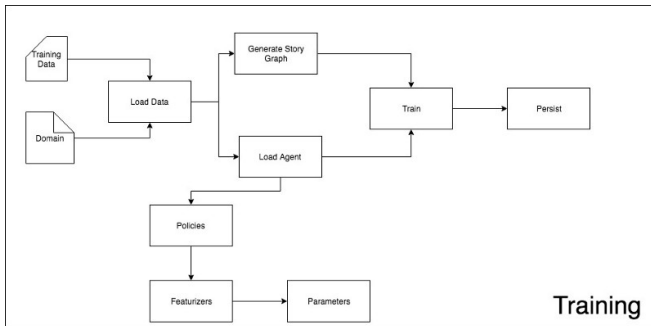 Training
Data
Generate Story
Graph
Load Data
Train
Persist
Domain
Load Agent
Policies
Featurizers
Parameters
Training